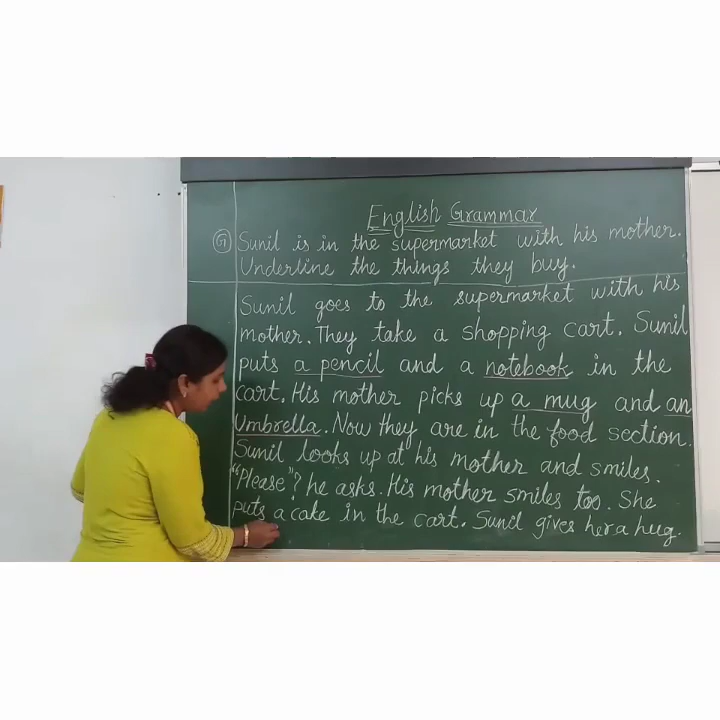 English Grammar
G Sunil is in the supermarket with his mother.
Underline the things they buy.
Sunil goes to the supermarket with his
mother. They take a shopping cart. Sunil
puts a pencil and a notebook in the
cart. His mother picks up a mug and an
Umbrella. Now they are in the food section.
Sunil looks up at his mother and smiles.
"Please"? he asks. His mother smiles too. She
puts a cake in the cart. Sunil gives her a hug.